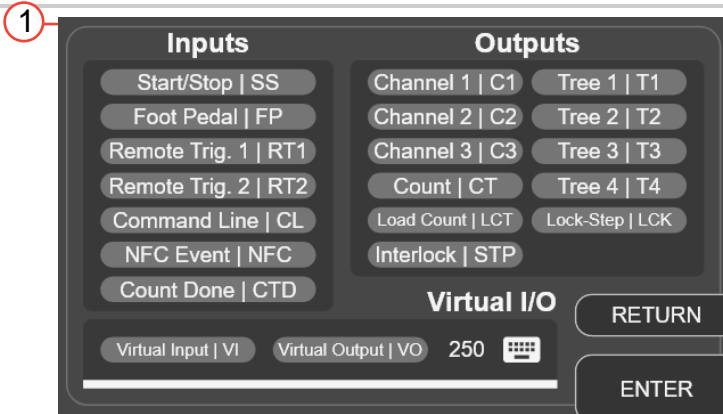 1
Inputs
Start/Stop | SS
Foot Pedal | FP
Remote Trig. 1 | RT1
Remote Trig. 2 | RT2
Command Line | CL
NFC Event | NFC
Count Done | CTD
Outputs
Channel 1 | C1 Tree 1 | T1
Channel 2 | C2 Tree 2 | T2
Channel 3 | C3 Tree 3 | T3
Count | CT Tree 4 | T4
Load Count | LCT Lock-Step | LCK
Interlock | STP
Virtual I/O
Virtual Input | VI Virtual Output | VO 250
RETURN
ENTER